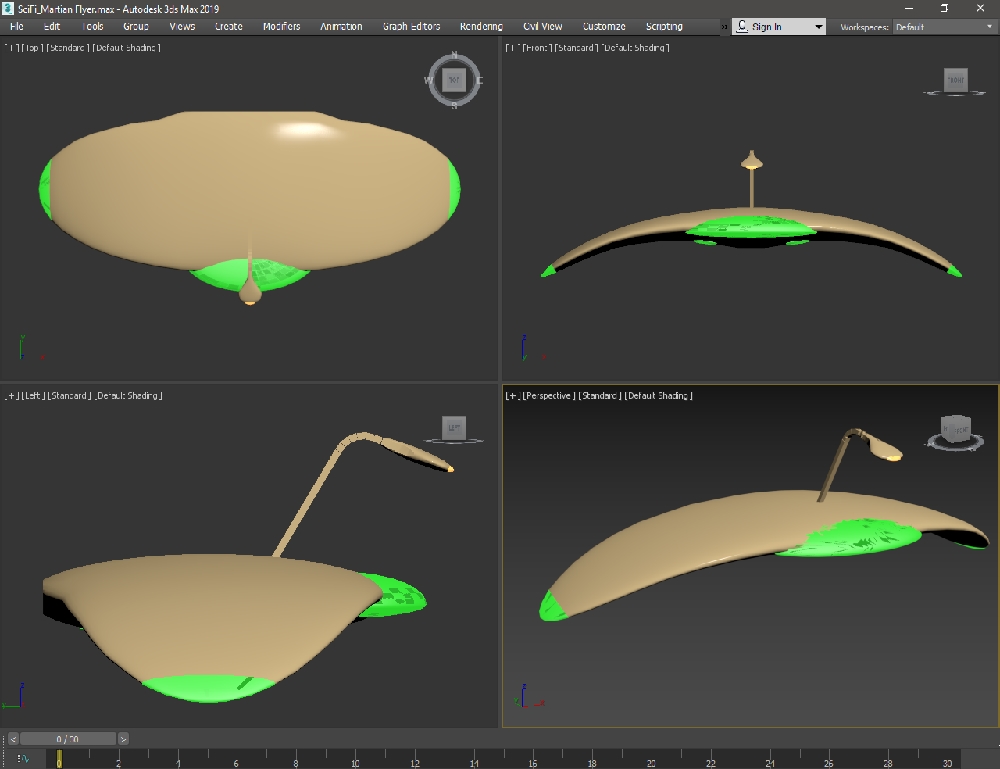 SciFi_Martian Flyer.max - Autodesk 3ds Max 2019
File Edit Tools Group Views Create Modifiers Animation Graph Editors Rendering Civil View Customize Scripting Sign In Workspaces: Default
[+] [Top] [Standard] [Default Shading]
[+] [Front] [Standard] [Default Shading]
N
W TOP E
S
FRONT
y
z
[+] [Left] [Standard] [Default Shading]
[+] [Perspective] [Standard] [Default Shading]
LEFT
z
z
< 0 / 30 >
0 2 4 6 8 10 12 14 16 18 20 22 24 26 28 30